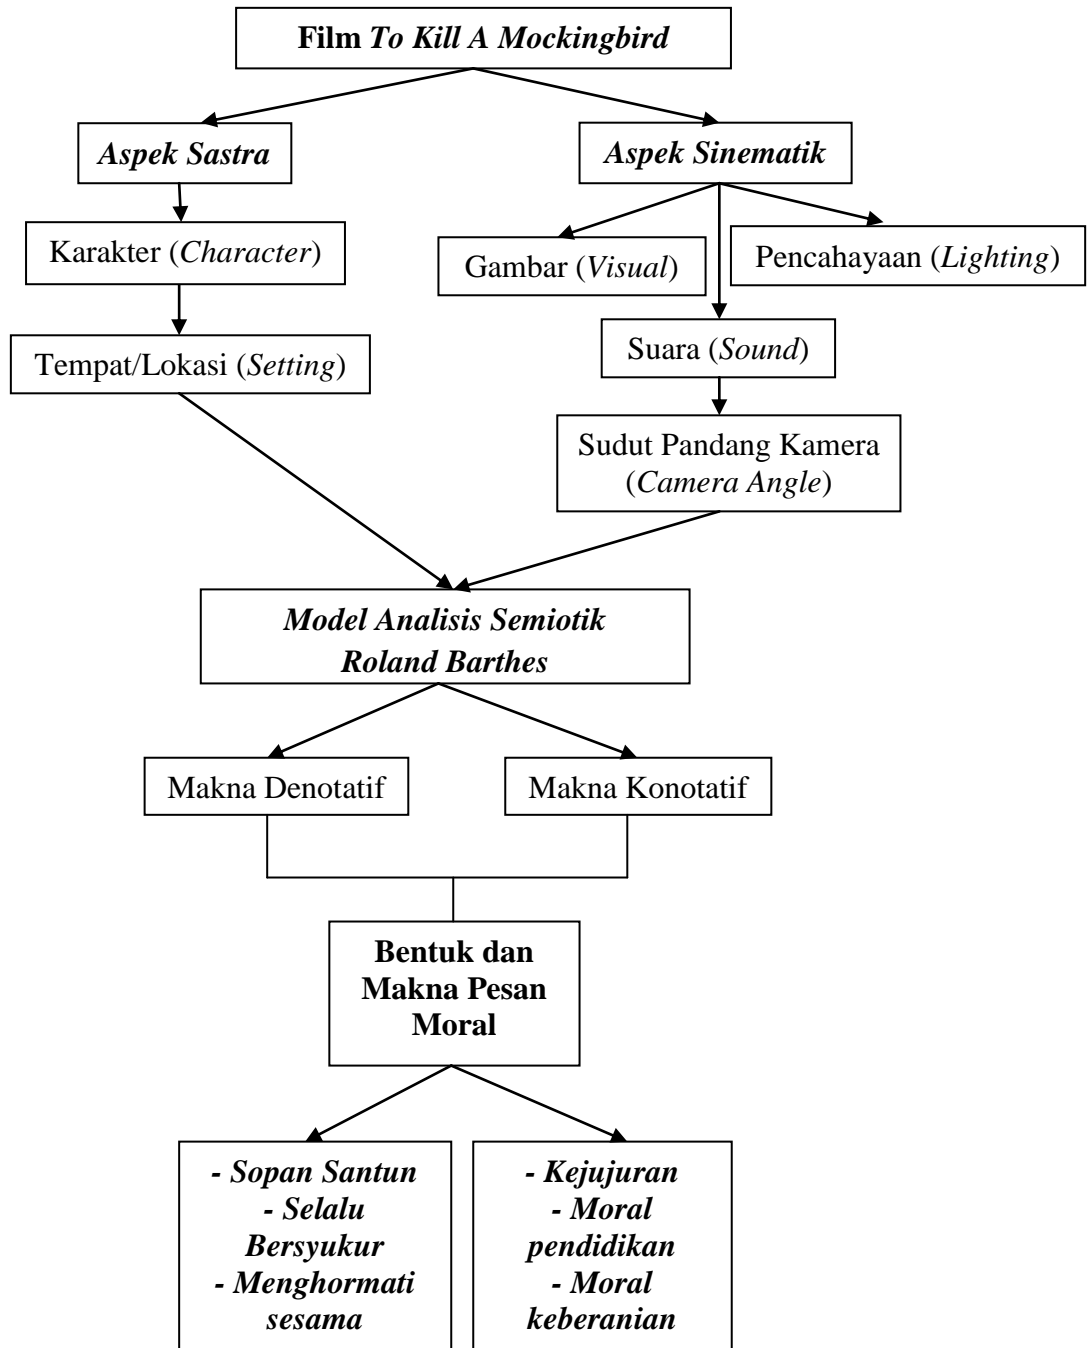 Film To Kill A Mockingbird
Aspek Sastra
Aspek Sinematik
Karakter (Character)
Gambar (Visual)
Pencahayaan (Lighting)
Tempat/Lokasi (Setting)
Suara (Sound)
Sudut Pandang Kamera
(Camera Angle)
Model Analisis Semiotik
Roland Barthes
Makna Denotatif
Makna Konotatif
Bentuk dan
Makna Pesan
Moral
- Sopan Santun
- Selalu
Bersyukur
- Menghormati
sesama
- Kejujuran
- Moral
pendidikan
- Moral
keberanian